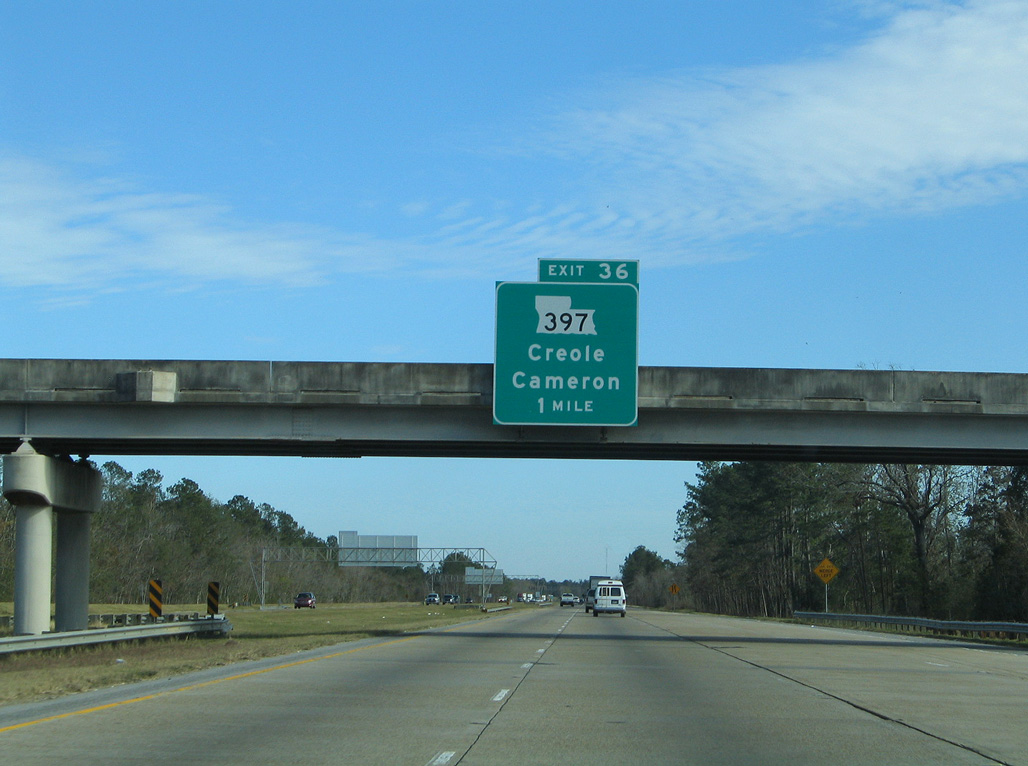 EXIT 36
397
Creole
Cameron
1 MILE